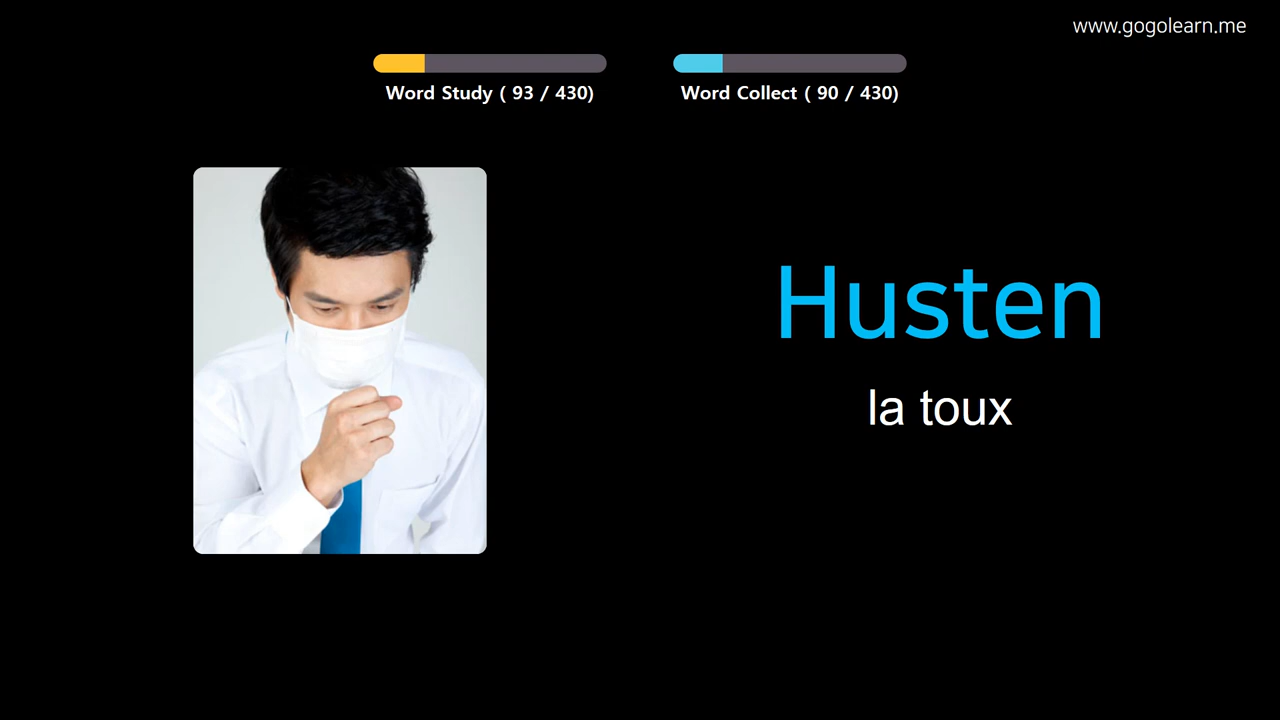 www.gogolearn.me
Word Study ( 93 / 430)
Word Collect ( 90 / 430)
Husten
la toux